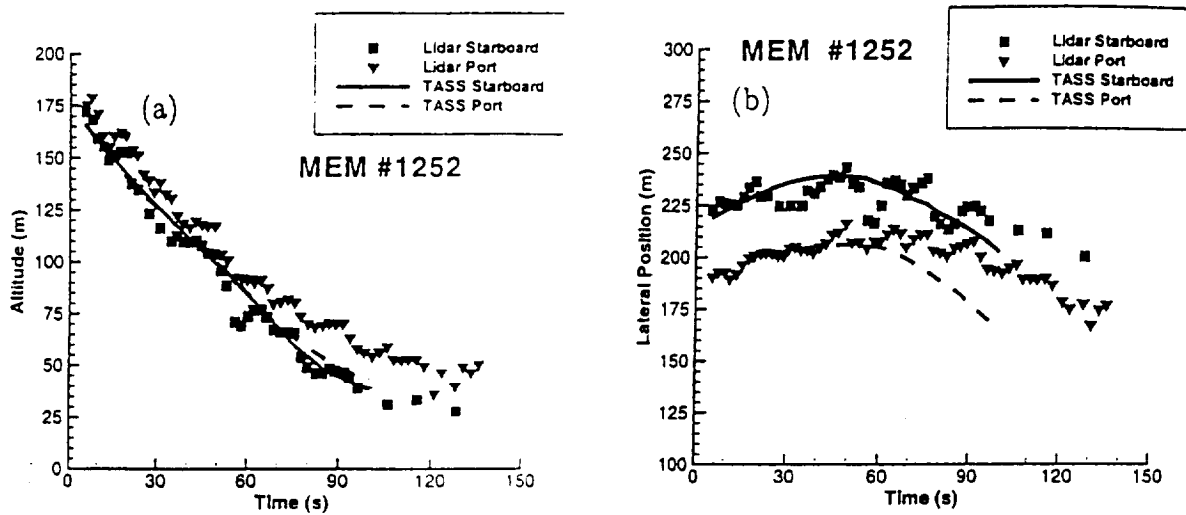 Lidar Starboard
Lidar Port
TASS Starboard
TASS Port
(a)
MEM #1252
200
175
150
125
100
75
50
25
0
Altitude (m)
0 30 60 90 120 150
Time (s)
Lidar Starboard
Lidar Port
TASS Starboard
TASS Port
MEM #1252
(b)
300
275
250
225
200
175
150
125
100
Lateral Position (m)
0 30 60 90 120 150
Time (s)